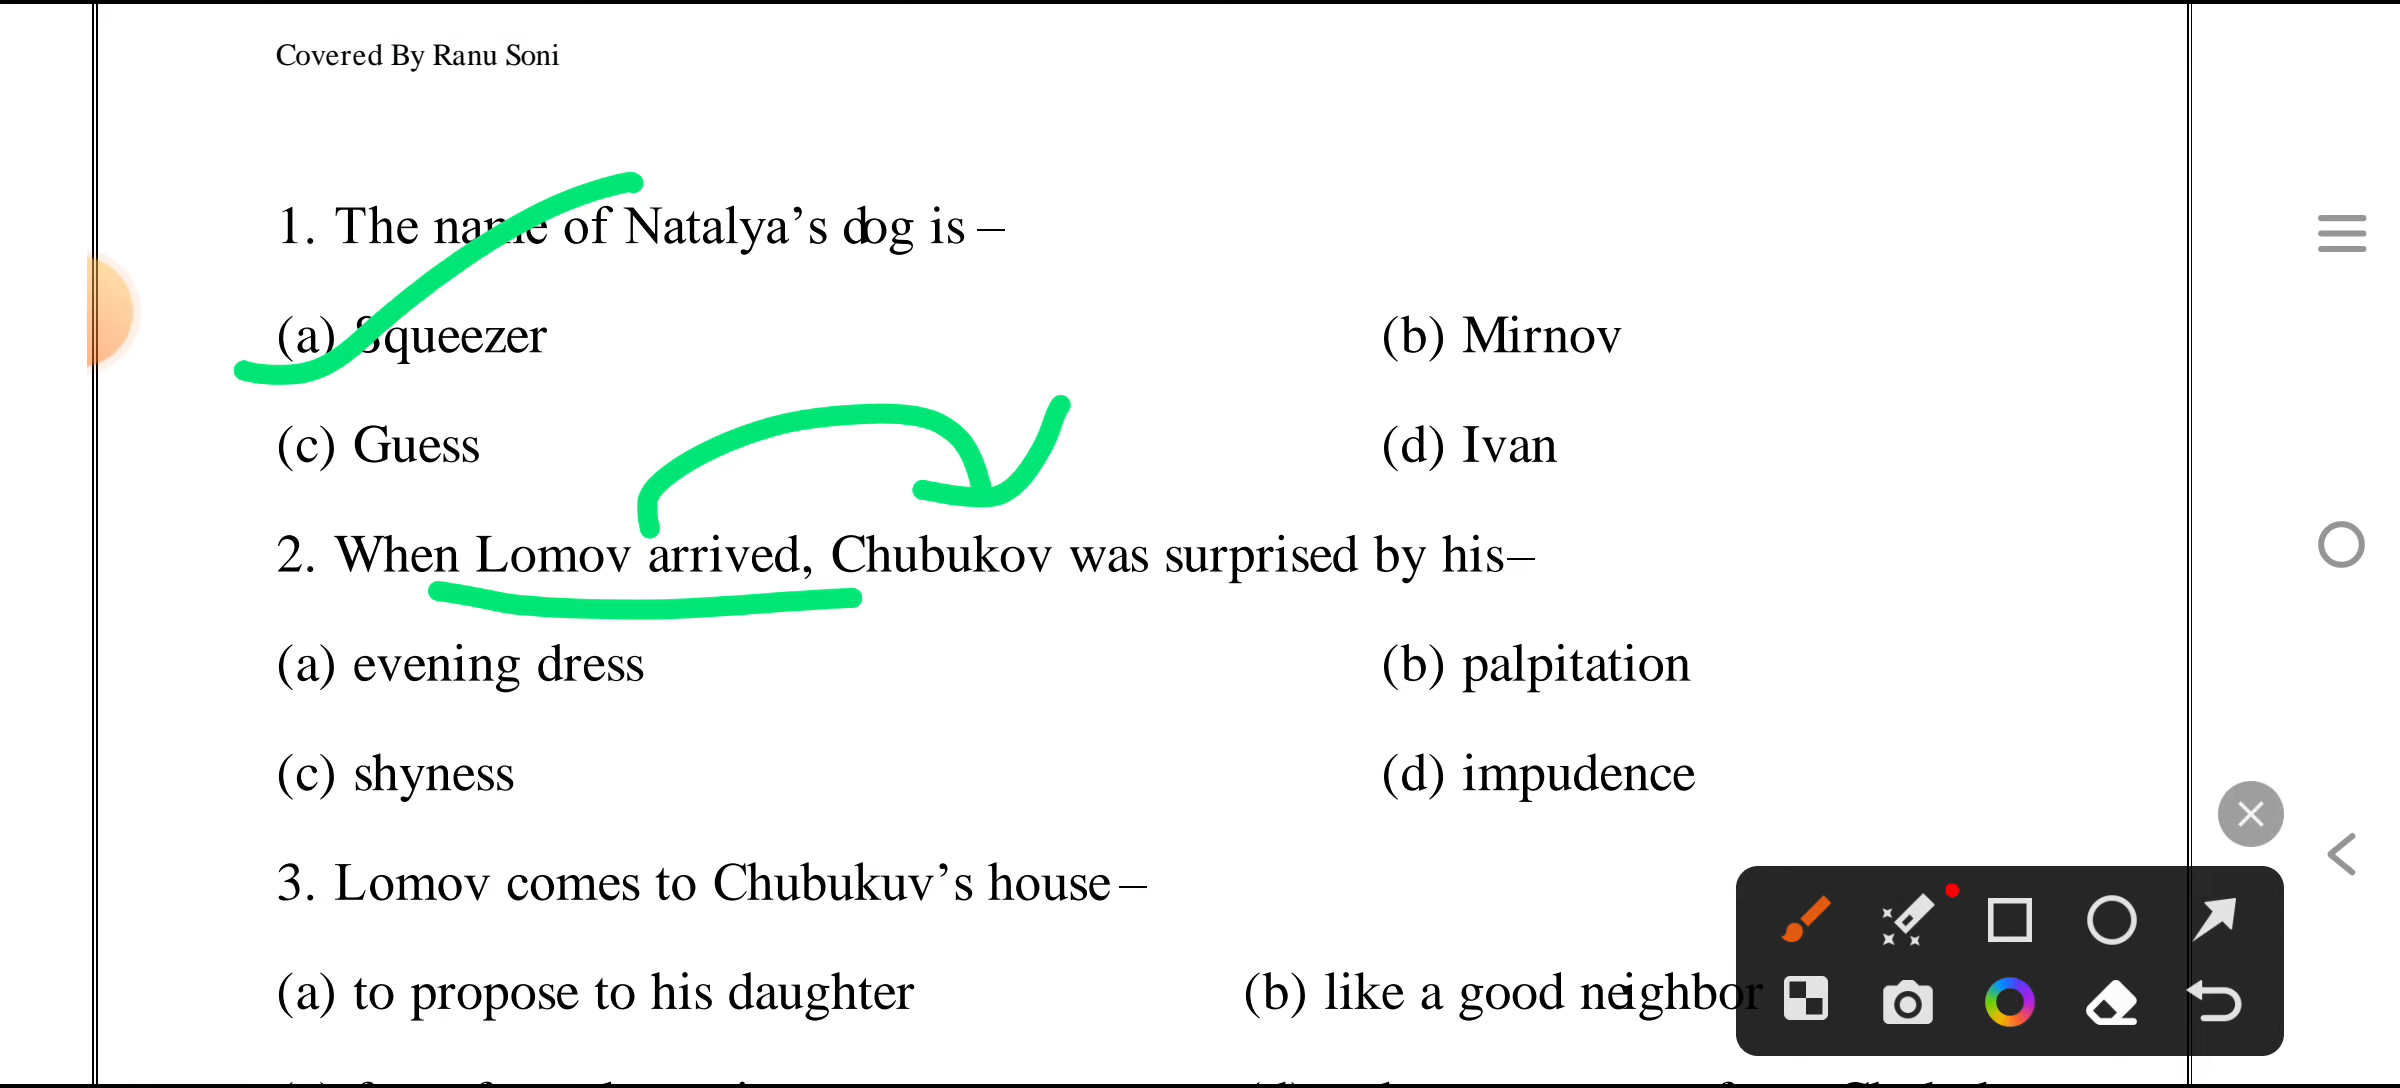 Covered By Ranu Soni
1. The name of Natalya’s dog is –
(a) Squeezer (b) Mirnov
(c) Guess (d) Ivan
2. When Lomov arrived, Chubukov was surprised by his–
(a) evening dress (b) palpitation
(c) shyness (d) impudence
3. Lomov comes to Chubukuv’s house –
(a) to propose to his daughter (b) like a good neighbor